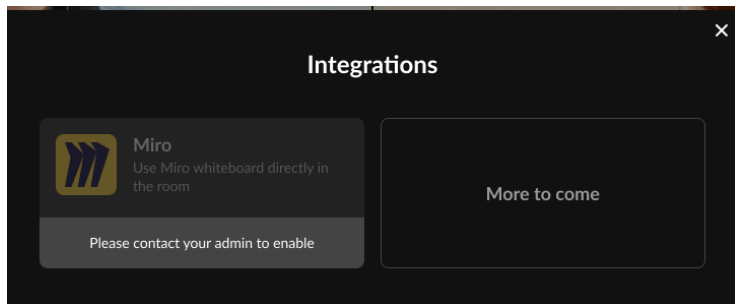 Integrations
Miro
Use Miro whiteboard directly in
the room
Please contact your admin to enable
More to come